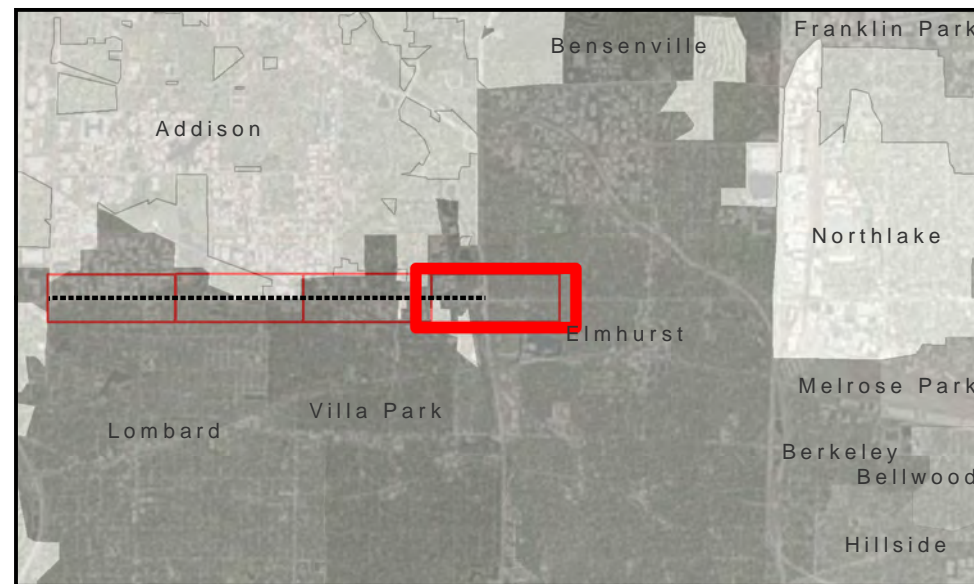 Franklin Park
Bensenville
Addison
Northlake
Elmhurst
Melrose Park
Villa Park
Lombard
Berkeley
Bellwood
Hillside